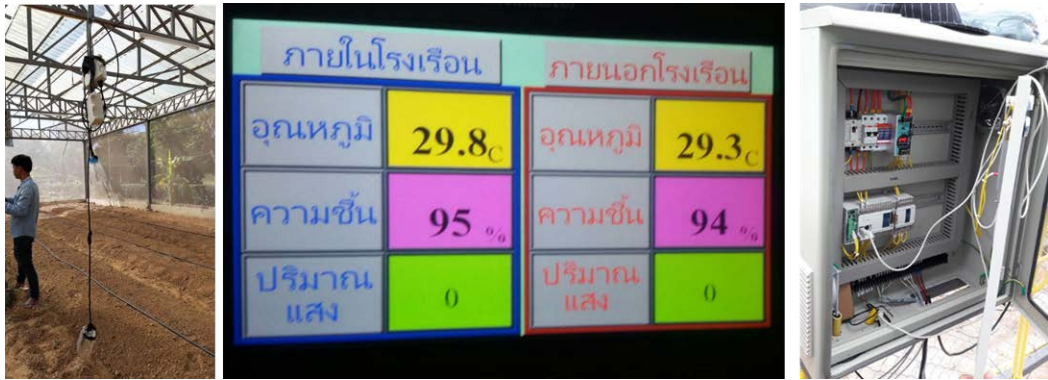 ภายในโรงเรือน
ภายนอกโรงเรือน
อุณหภูมิ 29.8C
อุณหภูมิ 29.3C
ความชื้น 95 %
ความชื้น 94 %
ปริมาณ
แสง
0
ปริมาณ
แสง
0